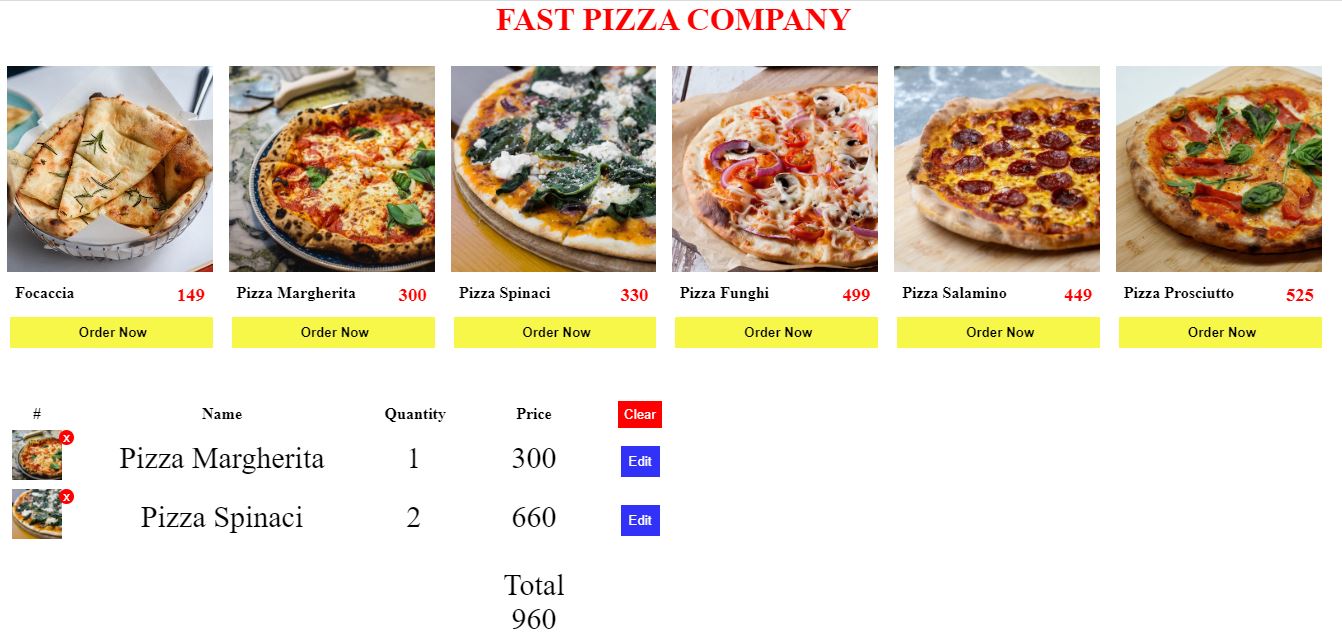 FAST PIZZA COMPANY
Focaccia 149
Pizza Margherita 300
Pizza Spinaci 330
Pizza Funghi 499
Pizza Salamino 449
Pizza Prosciutto 525
Order Now
Order Now
Order Now
Order Now
Order Now
Order Now
# Name Quantity Price Clear
x
Pizza Margherita 1 300 Edit
x
Pizza Spinaci 2 660 Edit
Total
960